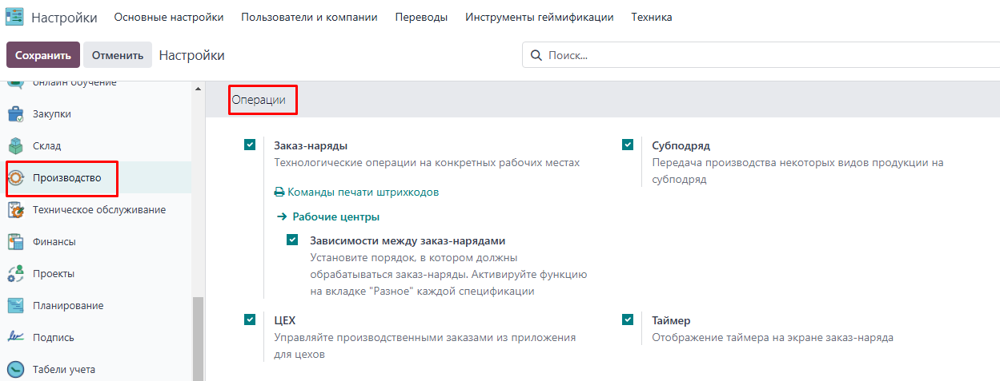 Настройки Основные настройки Пользователи и компании Переводы Инструменты геймификации Техника
Сохранить Отменить Настройки Поиск...
онлайн обучение
Операции
Закупки
Склад
Производство
Техническое обслуживание
Финансы
Проекты
Планирование
Подпись
Табели учета
Заказ-наряды
Технологические операции на конкретных рабочих местах
Команды печати штрихкодов
Рабочие центры
Зависимости между заказ-нарядами
Установите порядок, в котором должны
обрабатываться заказ-наряды. Активируйте функцию
на вкладке "Разное" каждой спецификации
Субподряд
Передача производства некоторых видов продукции на
субподряд
ЦЕХ
Управляйте производственными заказами из приложения
для цехов
Таймер
Отображение таймера на экране заказ-наряда